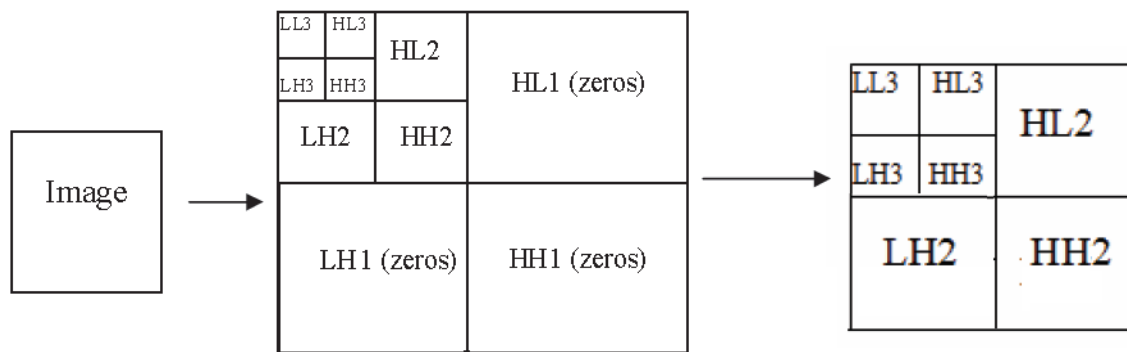 Image
LL3 HL3
LH3 HH3
HL2
LH2 HH2
HL1 (zeros)
LH1 (zeros) HH1 (zeros)
LL3 HL3
LH3 HH3
HL2
LH2 HH2